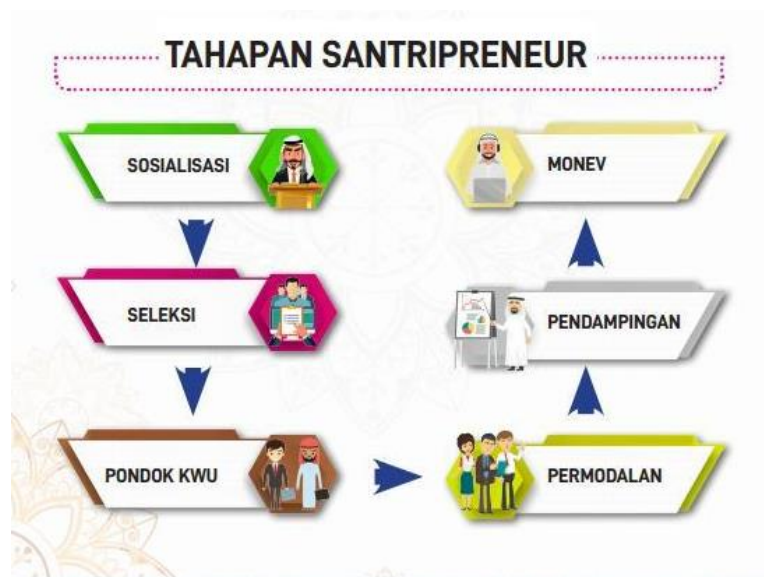 TAHAPAN SANTRIPRENEUR
SOSIALISASI
SELEKSI
PONDOK KWU
PERMODALAN
PENDAMPINGAN
MONEV